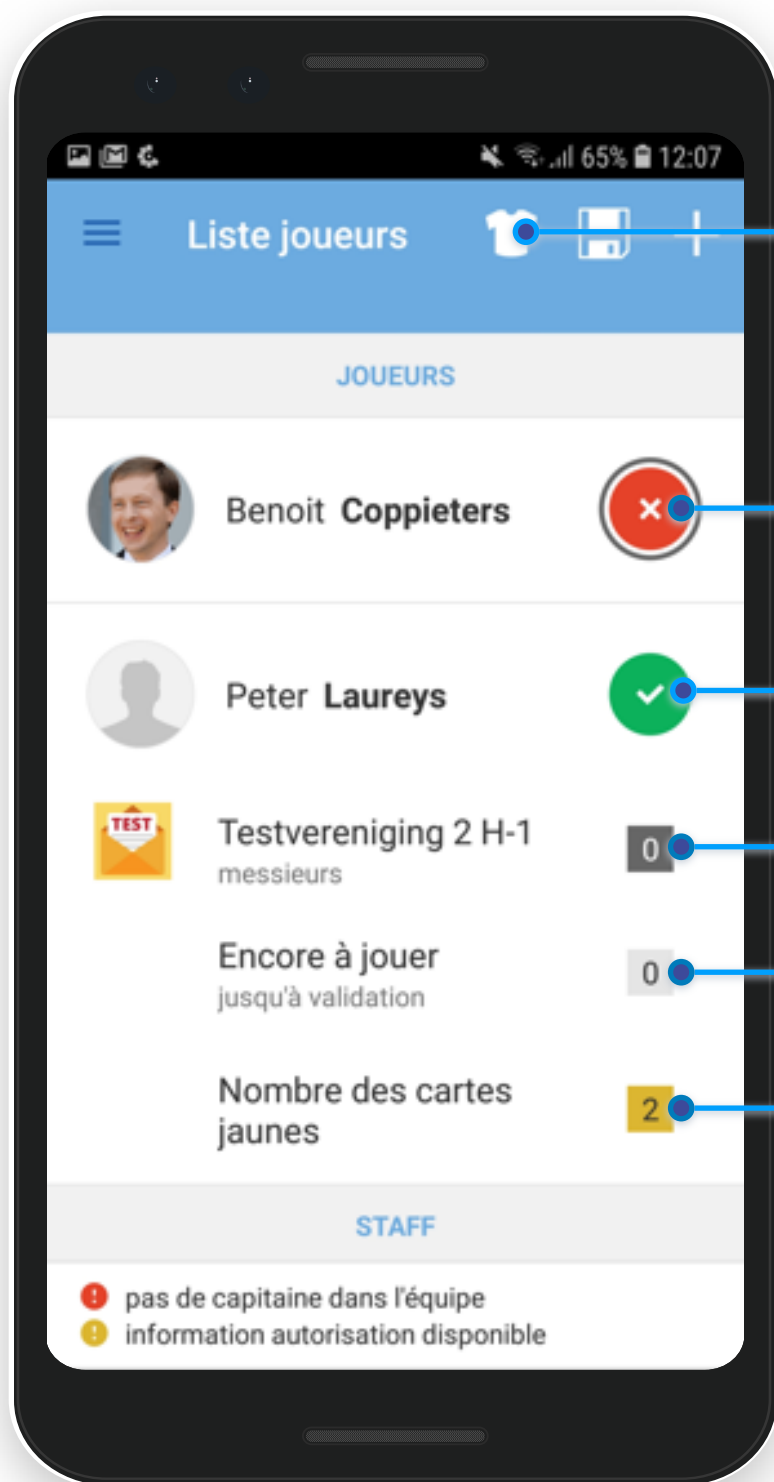 65% 12:07
Liste joueurs
JOUEURS
Benoit Coppieters
Peter Laureys
TEST
Testvereniging 2 H-1
0
messieurs
Encore à jouer
0
jusqu'à validation
Nombre des cartes
jaunes
2
STAFF
pas de capitaine dans l'équipe
information autorisation disponible